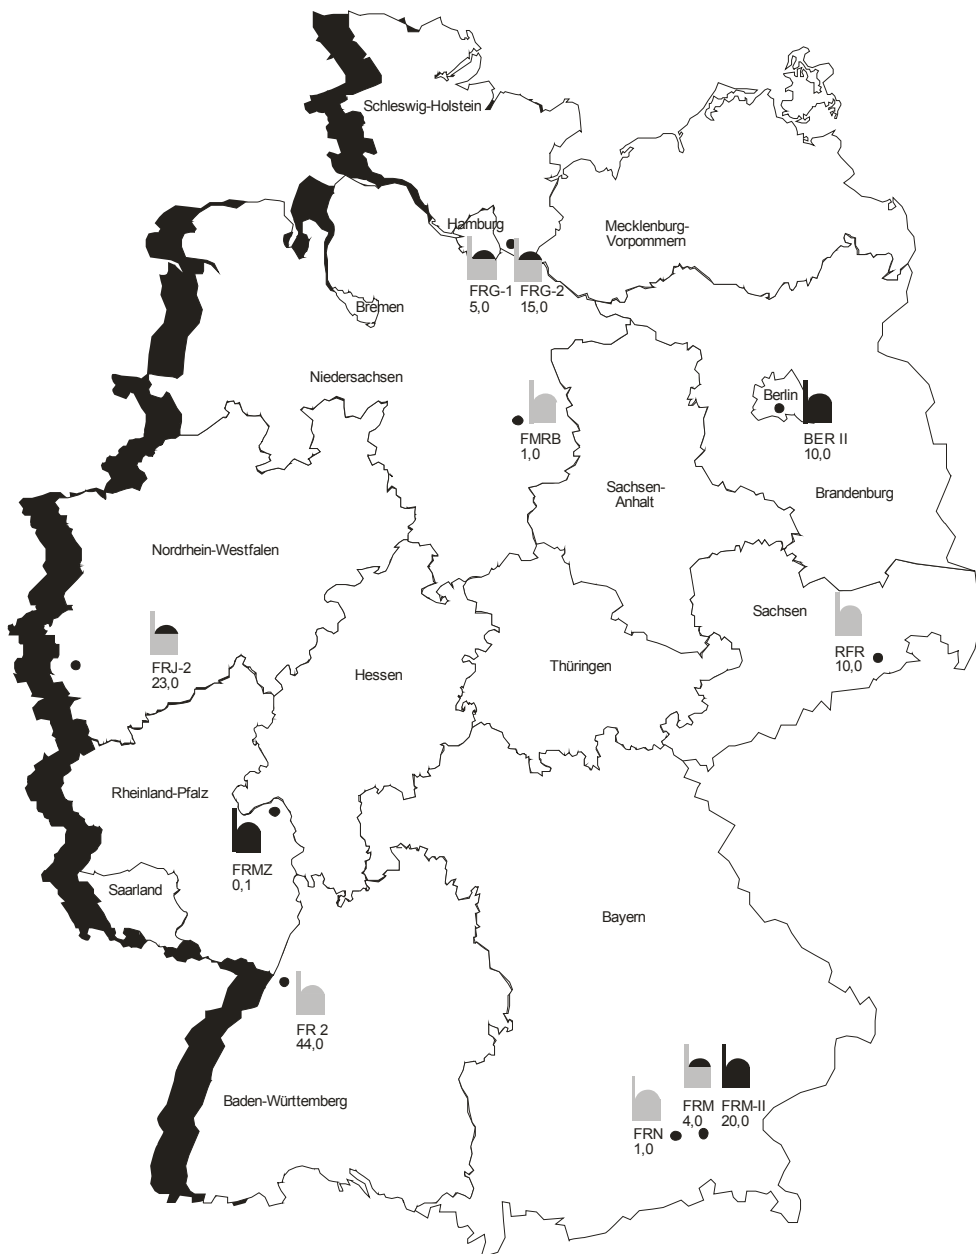 Schleswig-Holstein
Hamburg
Mecklenburg-
Vorpommern
FRG-1
5,0
FRG-2
15,0
Bremen
Niedersachsen
FMRB
1,0
Berlin
BER II
10,0
Sachsen-
Anhalt
Brandenburg
Nordrhein-Westfalen
FRJ-2
23,0
Hessen
Thüringen
Sachsen
RFR
10,0
Rheinland-Pfalz
FRMZ
0,1
Saarland
Bayern
FR 2
44,0
Baden-Württemberg
FRN
1,0
FRM
4,0
FRM-II
20,0